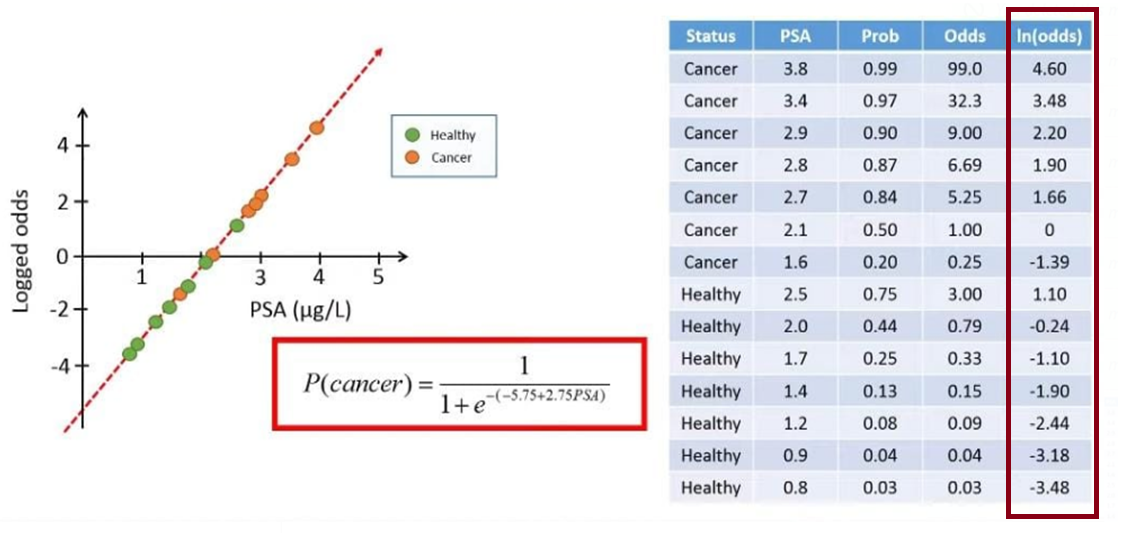 Logged odds
4
2
0
-2
-4
1
3
4
5
PSA (µg/L)
Healthy
Cancer
P(cancer) = 1 / 1 + e^-(-5.75+2.75PSA)
Status PSA Prob Odds ln(odds)
Cancer 3.8 0.99 99.0 4.60
Cancer 3.4 0.97 32.3 3.48
Cancer 2.9 0.90 9.00 2.20
Cancer 2.8 0.87 6.69 1.90
Cancer 2.7 0.84 5.25 1.66
Cancer 2.1 0.50 1.00 0
Cancer 1.6 0.20 0.25 -1.39
Healthy 2.5 0.75 3.00 1.10
Healthy 2.0 0.44 0.79 -0.24
Healthy 1.7 0.25 0.33 -1.10
Healthy 1.4 0.13 0.15 -1.90
Healthy 1.2 0.08 0.09 -2.44
Healthy 0.9 0.04 0.04 -3.18
Healthy 0.8 0.03 0.03 -3.48